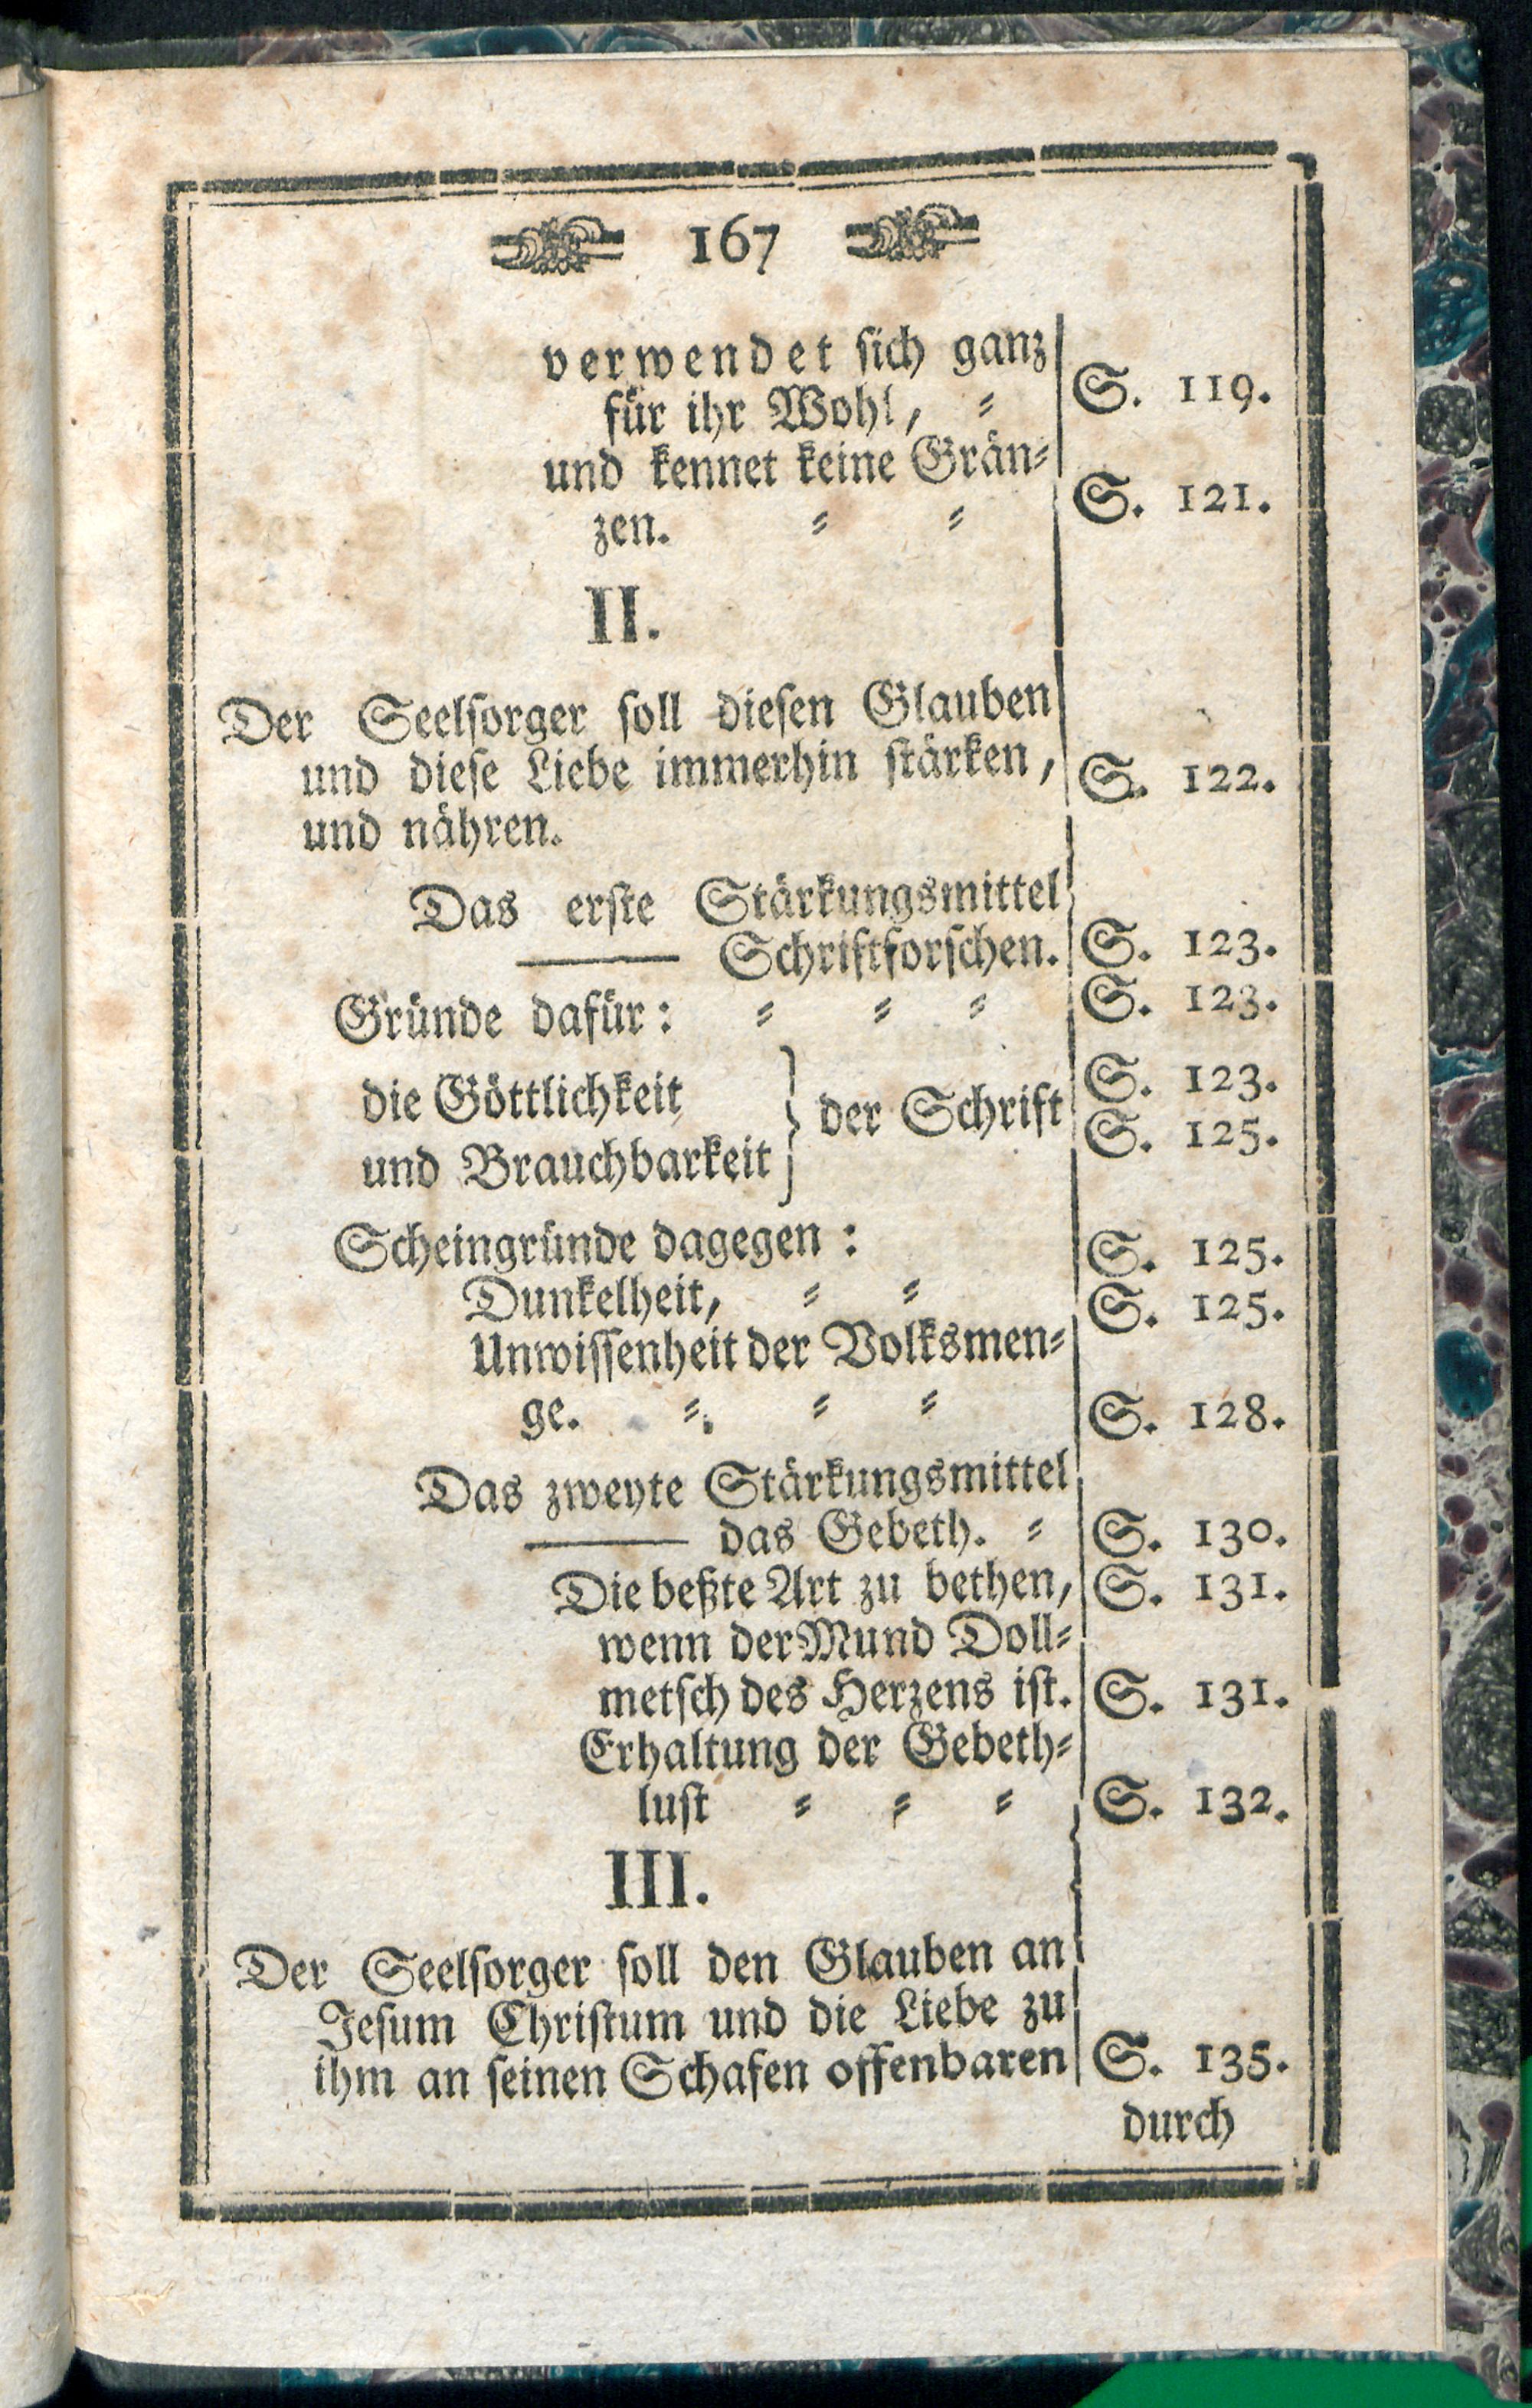 167
verwendet sich ganz
für ihr Wohl, ⸗ S. 119.
und kennet keine Grän⸗
zen. ⸗ ⸗ S. 121.
II.
Der Seelsorger soll diesen Glauben
und diese Liebe immerhin stärken, S. 122.
und nähren.
Das erste Stärkungsmittel
——— Schriftforschen. S. 123.
Gründe dafür: ⸗ ⸗ ⸗ S. 123.
die Göttlichkeit S. 123.
} der Schrift
und Brauchbarkeit S. 125.
Scheingründe dagegen: S. 125.
Dunkelheit, ⸗ ⸗ S. 125.
Unwissenheit der Volksmen⸗
ge. ⸗ ⸗ ⸗ S. 128.
Das zweyte Stärkungsmittel
——— das Gebeth. ⸗ S. 130.
Die beßte Art zu bethen, S. 131.
wenn der Mund Doll⸗
metsch des Herzens ist. S. 131.
Erhaltung der Gebeth⸗
lust ⸗ ⸗ ⸗ S. 132.
III.
Der Seelsorger soll den Glauben an
Jesum Christum und die Liebe zu
ihm an seinen Schafen offenbaren S. 135.
durch